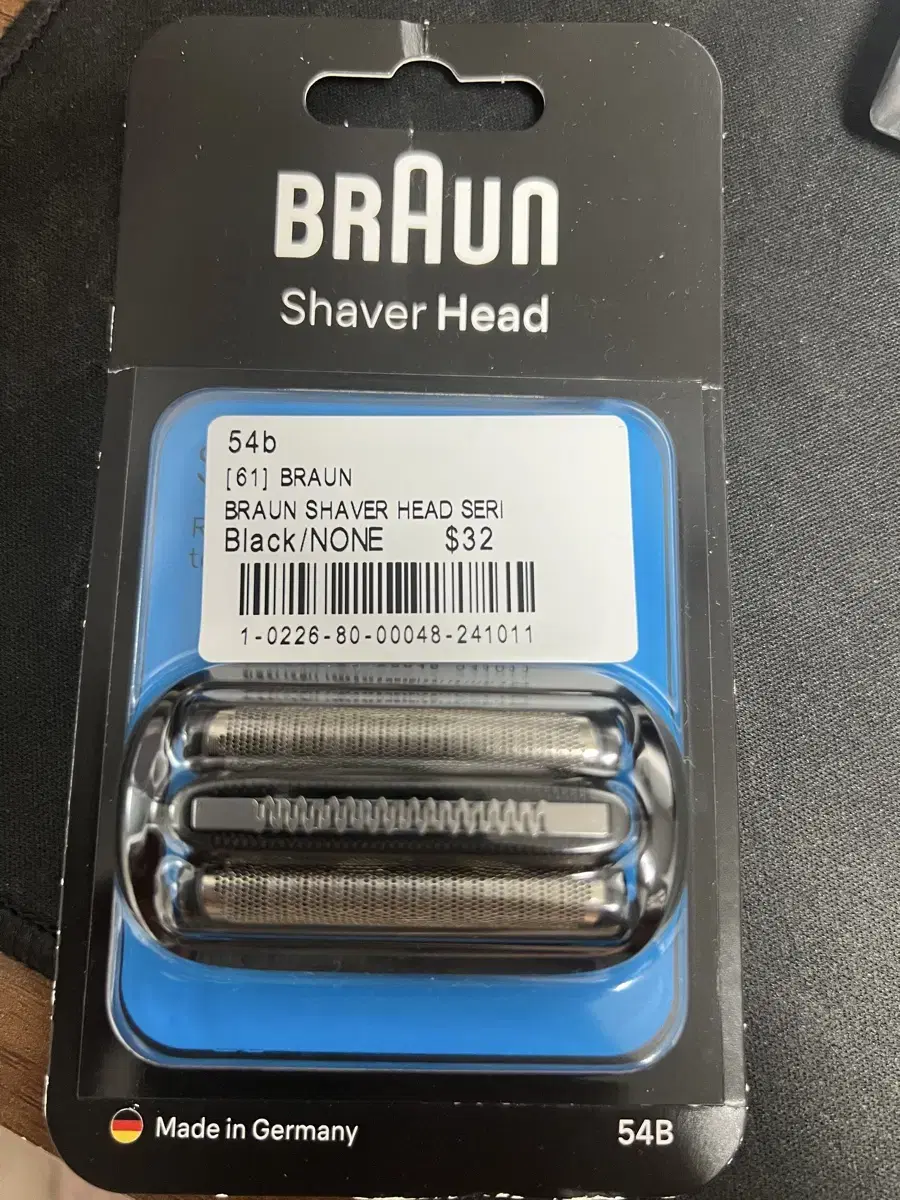 BRAUN
Shaver Head
54b
[61] BRAUN
BRAUN SHAVER HEAD SERI
Black/NONE $32
1-0226-80-00048-241011
Made in Germany
54B